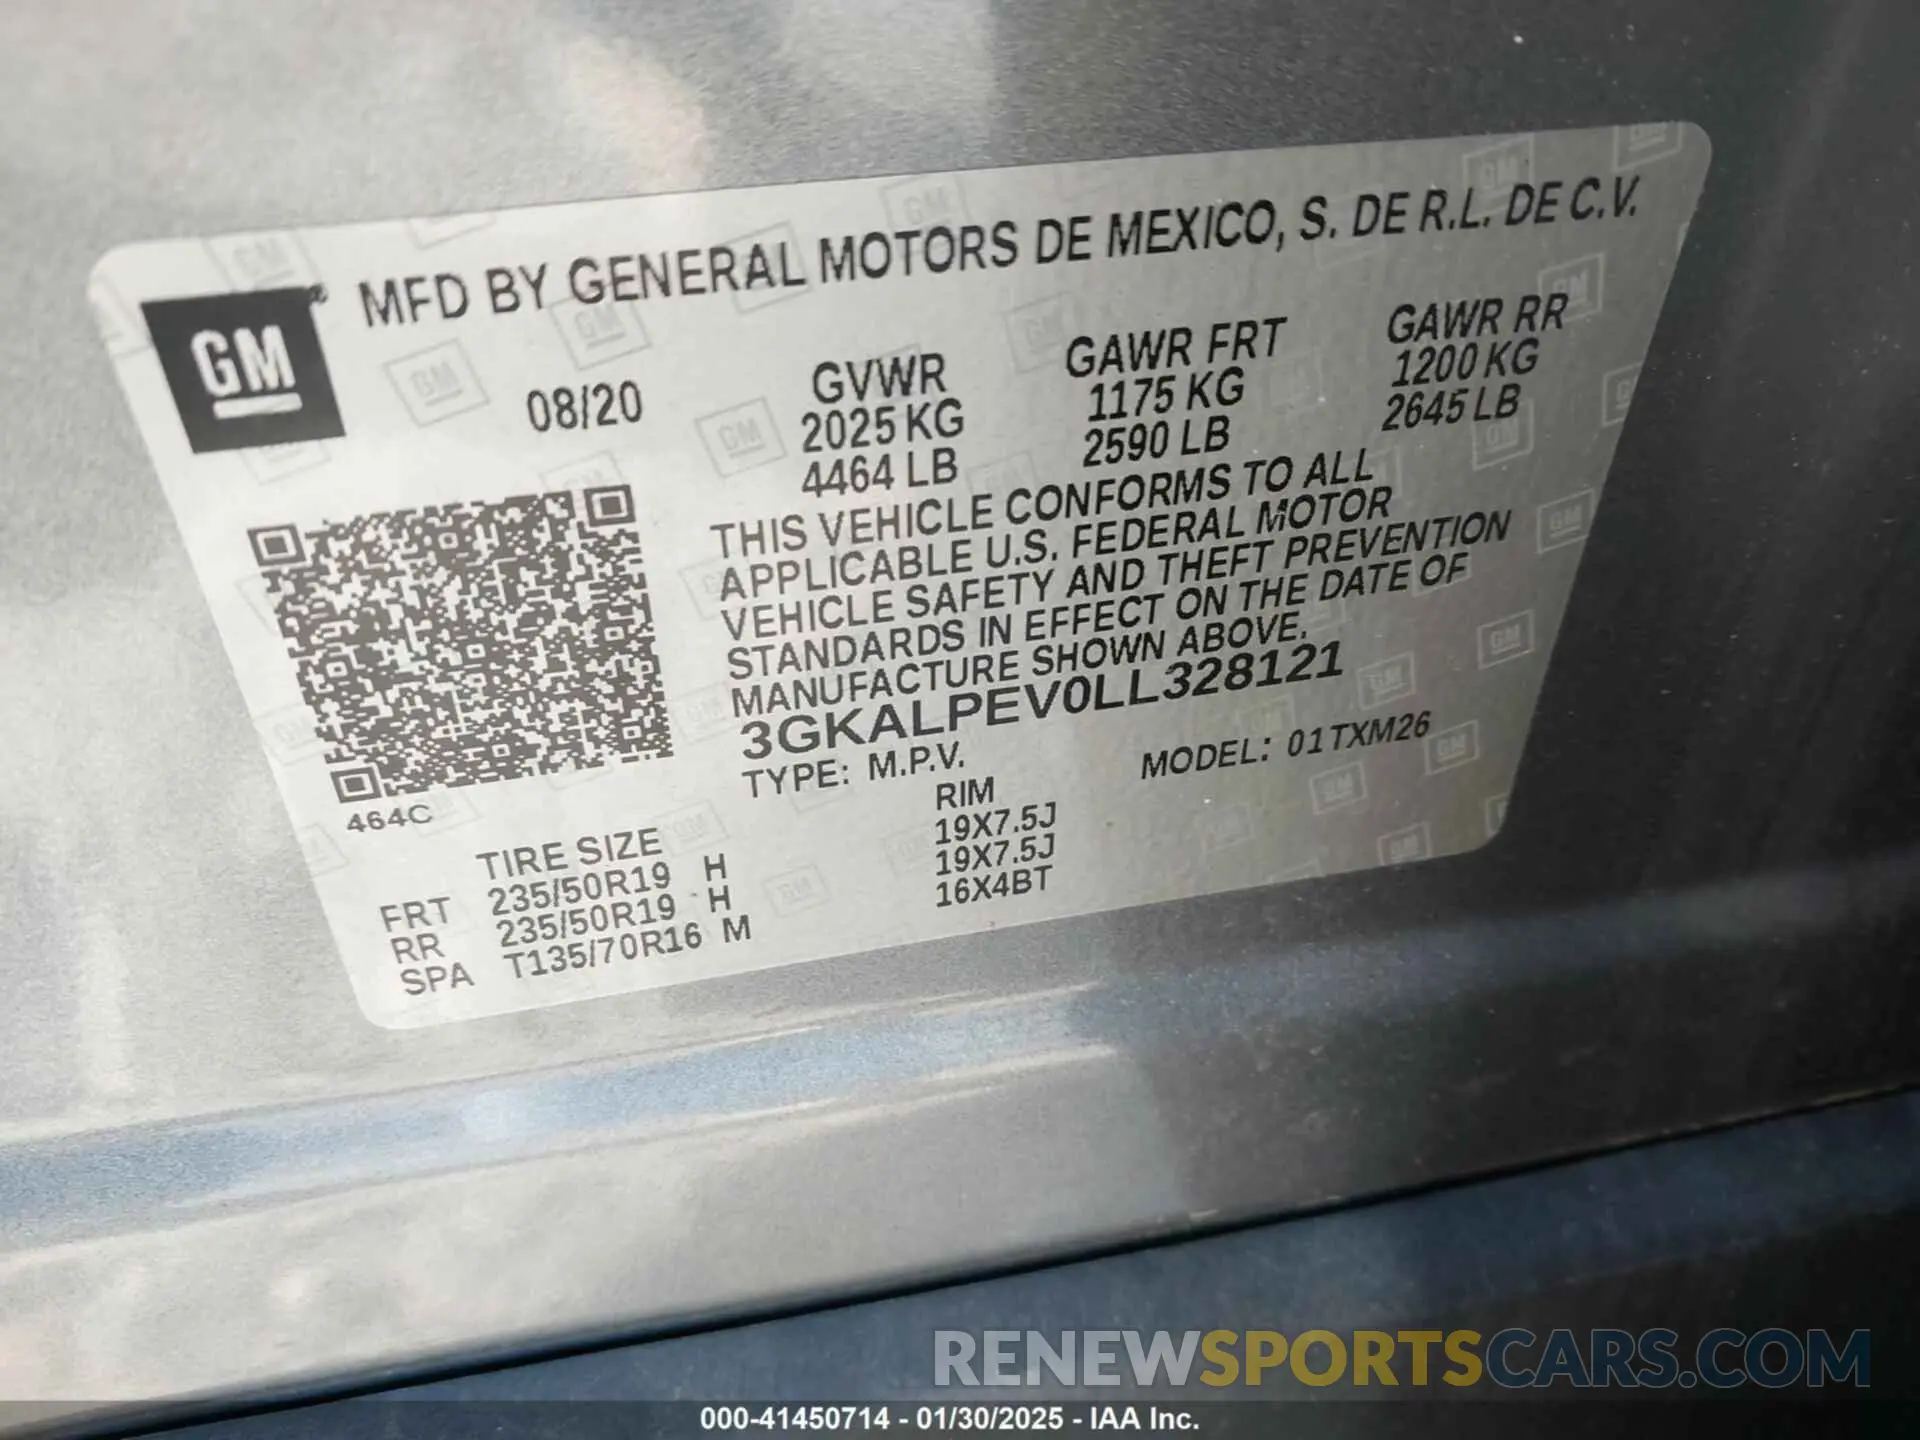 MFD BY GENERAL MOTORS DE MEXICO, S. DE R.L. DE C.V.
GM
08/20
GVWR
2025 KG
4464 LB
GAWR FRT
1175 KG
2590 LB
GAWR RR
1200 KG
2645 LB
THIS VEHICLE CONFORMS TO ALL
APPLICABLE U.S. FEDERAL MOTOR
VEHICLE SAFETY AND THEFT PREVENTION
STANDARDS IN EFFECT ON THE DATE OF
MANUFACTURE SHOWN ABOVE.
3GKALPEV0LL328121
TYPE: M.P.V. MODEL: 01TXM26
464C
TIRE SIZE RIM
FRT 235/50R19 H 19X7.5J
RR 235/50R19 H 19X7.5J
SPA T135/70R16 M 16X4BT
RENEWSPORTSCARS.COM
000-41450714 - 01/30/2025 - IAA Inc.